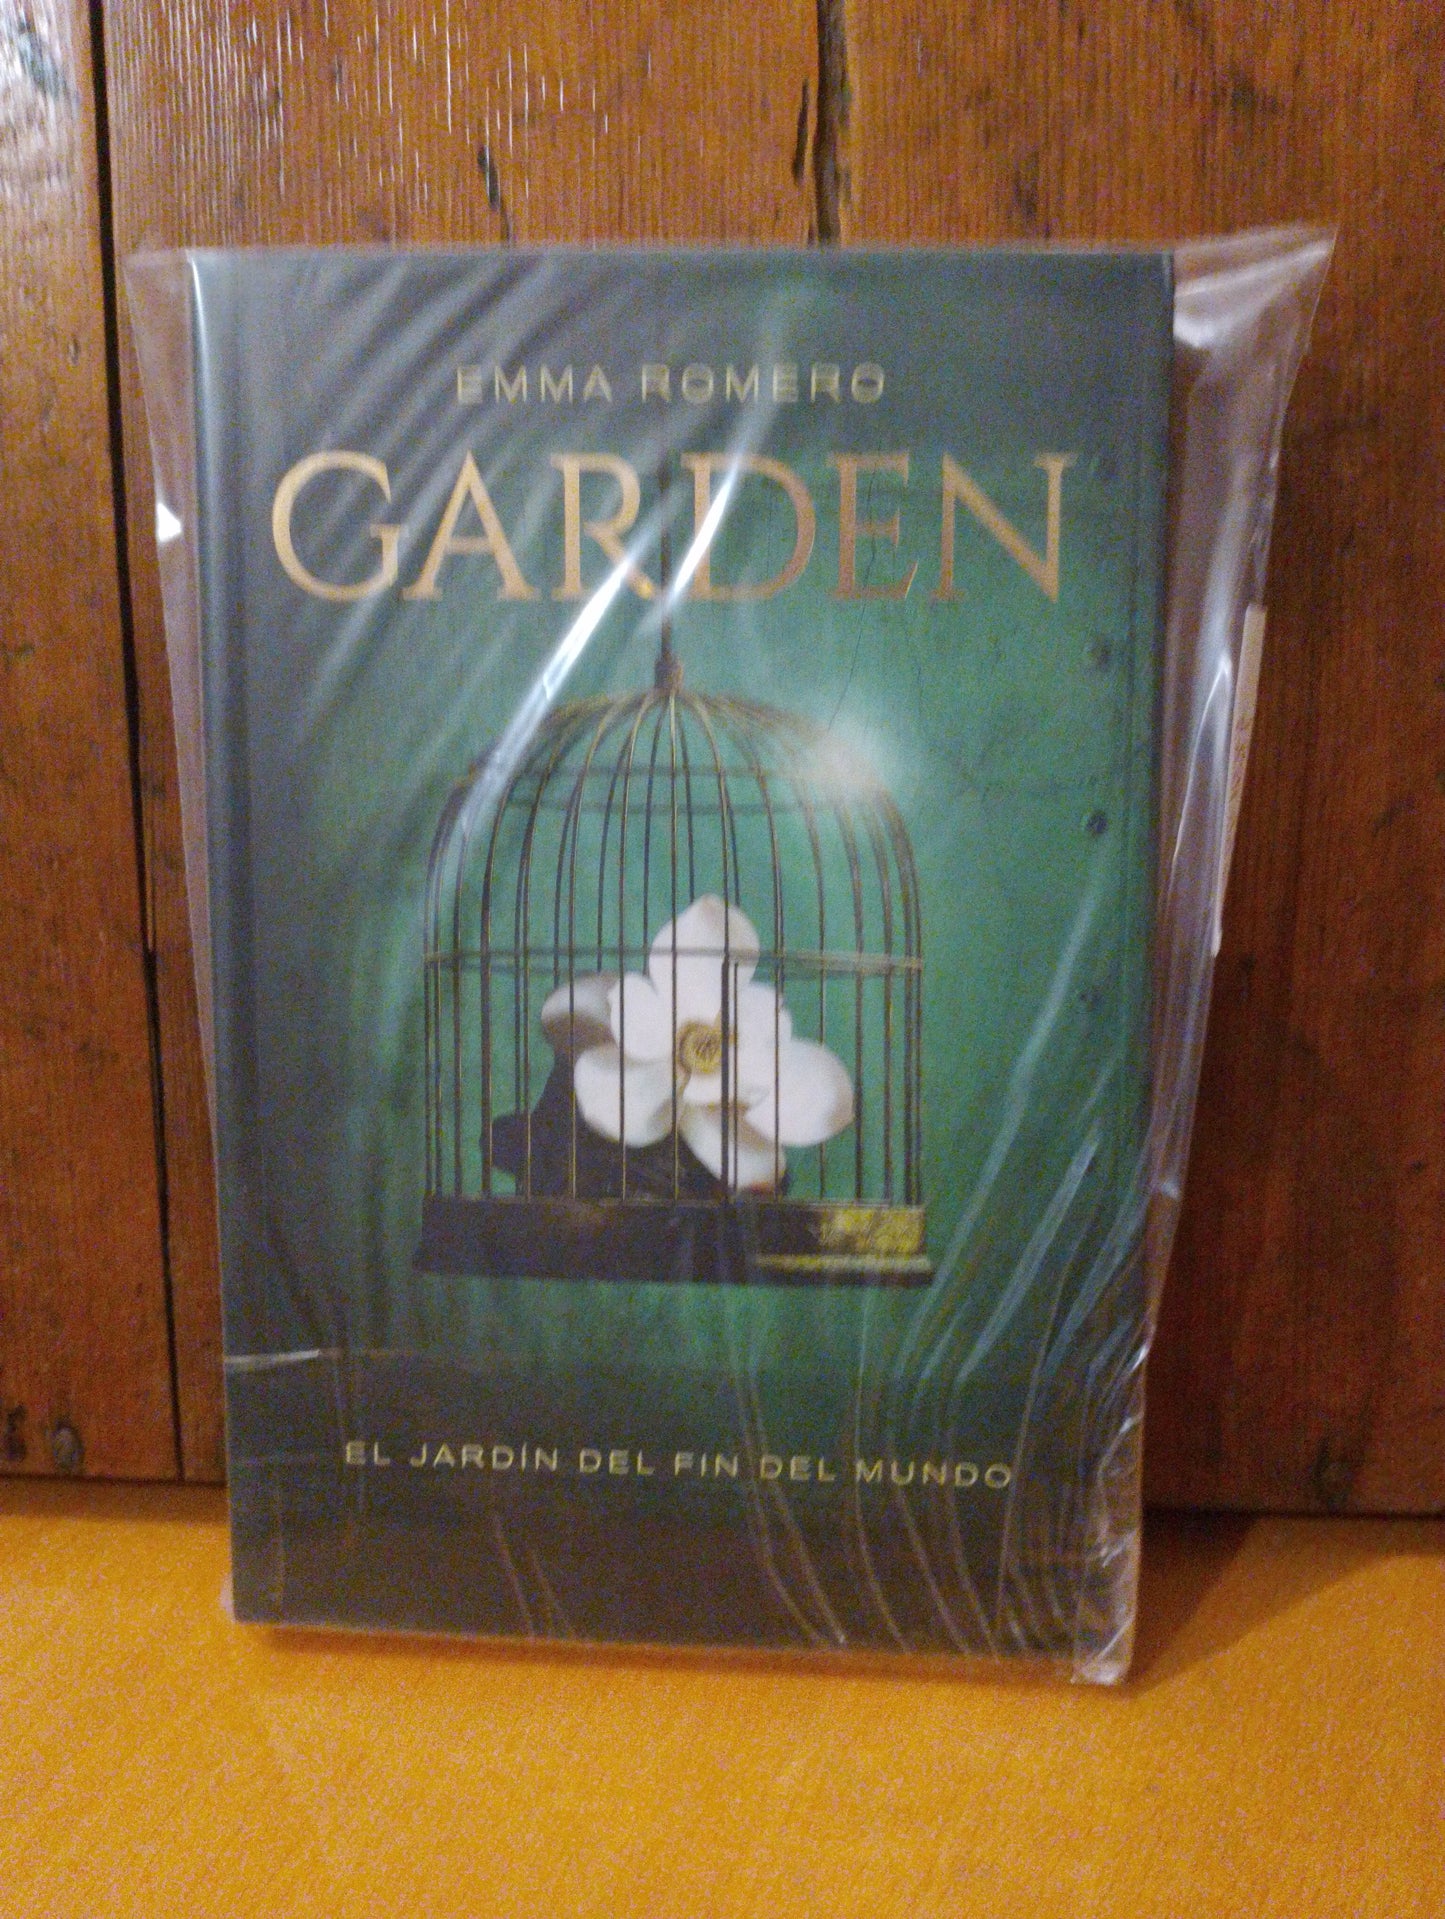 EMMA ROMERO
GARDEN
EL JARDÍN DEL FIN DEL MUNDO